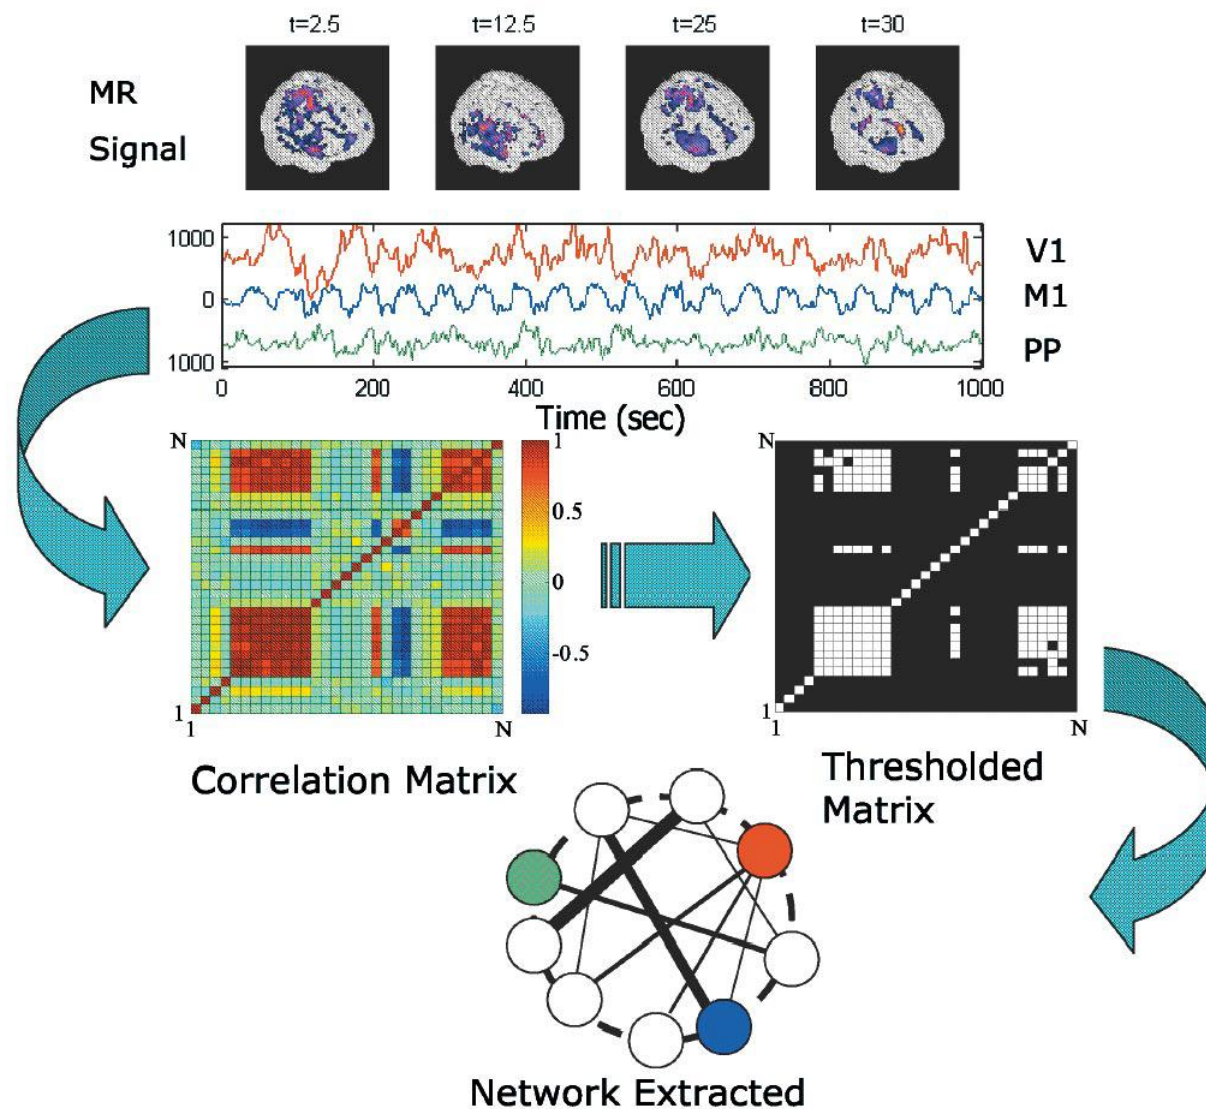 t=2.5 t=12.5 t=25 t=30
MR
Signal
1000
0
1000
V1
M1
PP
0 200 400 600 800 1000
Time (sec)
N
1
0.5
0
-0.5
1
1 N
N
1
1 N
Correlation Matrix
Thresholded
Matrix
Network Extracted